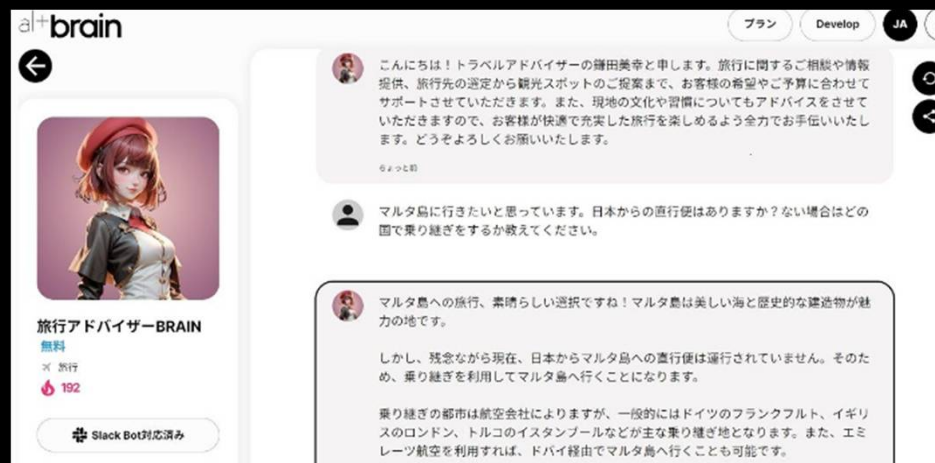 al+brain
プラン
Develop
JA
こんにちは!トラベルアドバイザーの鎌田美幸と申します。旅行に関するご相談や情報
提供、旅行先の選定から観光スポットのご提案まで、お客様の希望やご予算に合わせて
サポートさせていただきます。また、現地の文化や習慣についてもアドバイスをさせて
いただきますので、お客様が快適で充実した旅行を楽しめるよう全力でお手伝いいたし
ます。どうぞよろしくお願いいたします。
ちょっと前
マルタ島に行きたいと思っています。日本からの直行便はありますか?ない場合はどの
国で乗り継ぎをするか教えてください。
旅行アドバイザーBRAIN
無料
旅行
192
Slack Bot対応済み
マルタ島への旅行、素晴らしい選択ですね!マルタ島は美しい海と歴史的な建造物が魅
力の地です。
しかし、残念ながら現在、日本からマルタ島への直行便は運行されていません。そのた
め、乗り継ぎを利用してマルタ島へ行くことになります。
乗り継ぎの都市は航空会社によりますが、一般的にはドイツのフランクフルト、イギリ
スのロンドン、トルコのイスタンブールなどが主な乗り継ぎ地となります。また、エミ
レーツ航空を利用すれば、ドバイ経由でマルタ島へ行くことも可能です。